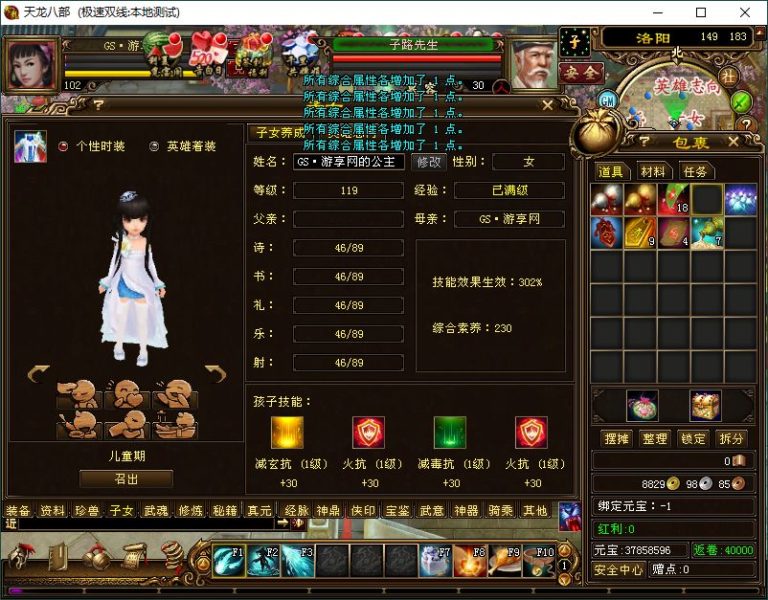 天龙八部 (极速双线:本地测试)
GS·游
500
子路先生
子
洛阳 149 183
北
102
30
安全
英雄志向
社
GM
女
所有综合属性各增加了 1 点。
所有综合属性各增加了 1 点。
所有综合属性各增加了 1 点。
所有综合属性各增加了 1 点。
所有综合属性各增加了 1 点。
?
? 包裹
个性时装 英雄着装
子女养成
姓名: GS·游享网的公主 修改 性别: 女
等级: 119 经验: 已满级
父亲: 母亲: GS·游享网
诗: 46/89
书: 46/89
礼: 46/89
乐: 46/89
射: 46/89
技能效果生效:302%
综合素养:230
孩子技能:
减玄抗 (1级) 火抗 (1级) 减毒抗 (1级) 火抗 (1级)
+30 +30 +30 +30
儿童期
召出
道具 材料 任务
18
9 4 7
摆摊 整理 锁定 拆分
0
8829 98 85
绑定元宝:-1
红利:0
元宝:37858596 返卷:40000
安全中心 赠点:0
装备 资料 珍兽 子女 武魂 修炼 秘籍 真元 经脉 神鼎 侠印 宝鉴 武意 神器 骑乘 其他
近
F1 F2 F3 F7 F8 F9 F10
1